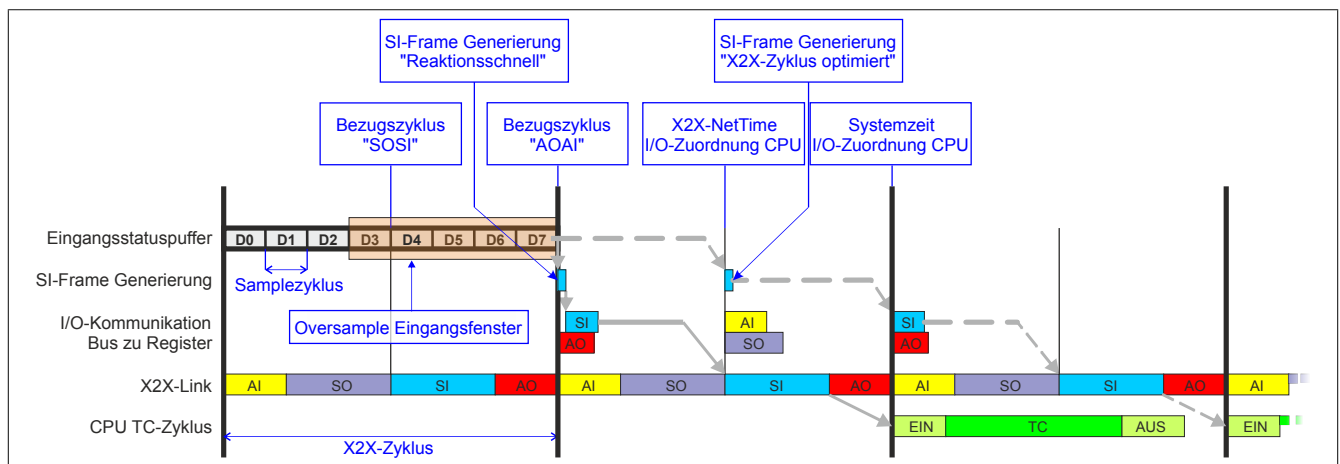 SI-Frame Generierung
"Reaktionsschnell"
SI-Frame Generierung
"X2X-Zyklus optimiert"
Bezugszyklus
"SOSI"
Bezugszyklus
"AOAI"
X2X-NetTime
I/O-Zuordnung CPU
Systemzeit
I/O-Zuordnung CPU
Eingangsstatuspuffer
D0 D1 D2 D3 D4 D5 D6 D7
Samplezyklus
SI-Frame Generierung
Oversample Eingangsfenster
I/O-Kommunikation
Bus zu Register
SI AI SI
AO SO AO
X2X-Link
AI SO SI AO AI SO SI AO AI SO SI AO AI
CPU TC-Zyklus
EIN TC AUS EIN
X2X-Zyklus